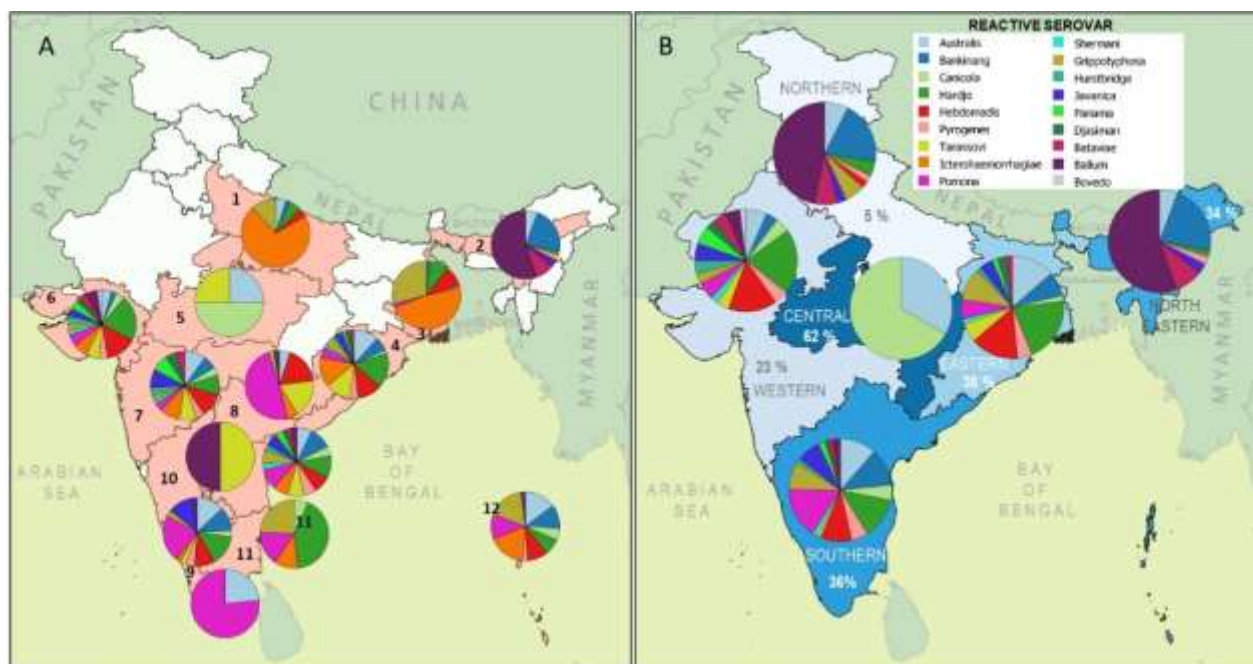 A
CHINA
PAKISTAN
NEPAL
1
2
3
4
5
6
7
8
9
10
11
11
12
ARABIAN
SEA
BAY
OF
BENGAL
MYANMAR
B
REACTIVE SEROVAR
Australis
Bankinang
Canicola
Hardjo
Hebdomadis
Pyrogenes
Tarassovi
Icterohaemorrhagiae
Pomona
Shermani
Grippotyphosa
Hurstbridge
Javanica
Panama
Djasiman
Bataviae
Ballum
NORTHERN
PAKISTAN
NEPAL
5 %
34 %
NORTH
EASTERN
CENTRAL
62 %
EASTERN
23 %
WESTERN
MYANMAR
ARABIAN
SEA
BAY
OF
BENGAL
SOUTHERN
36%